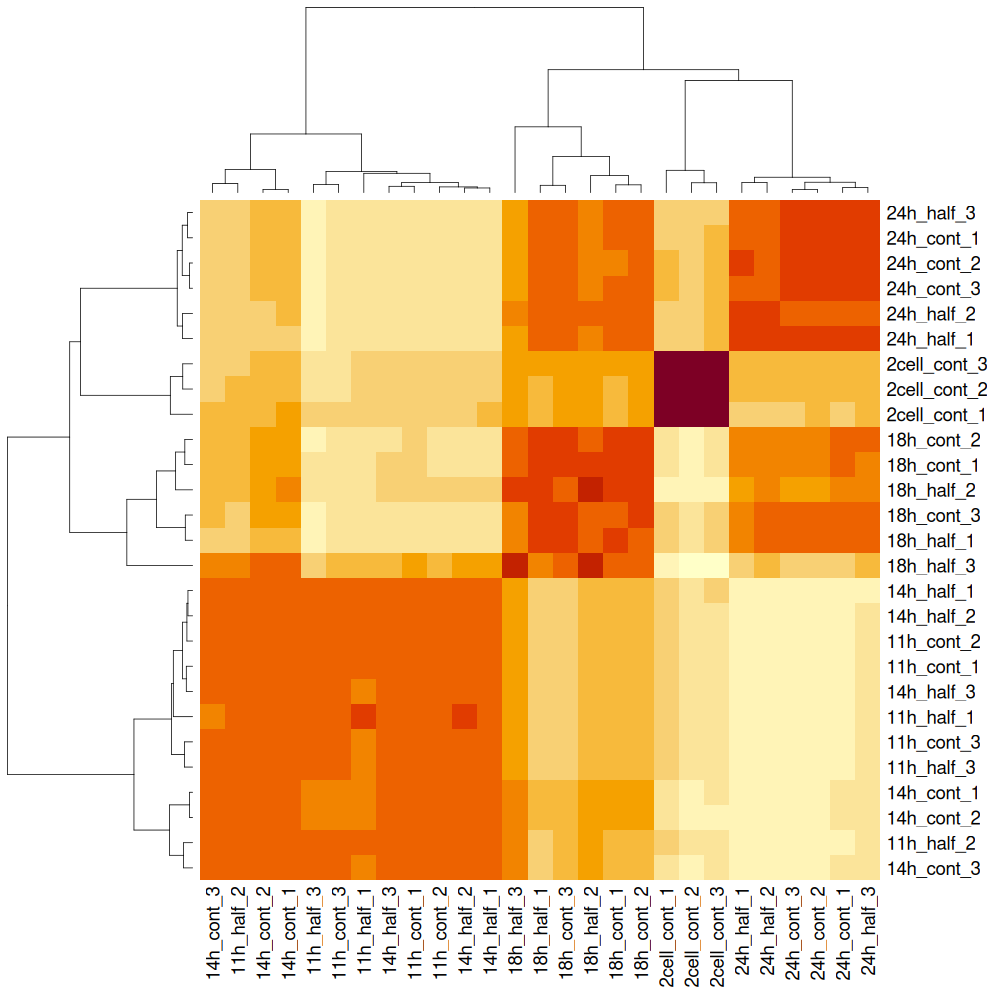 24h_half_3
24h_cont_1
24h_cont_2
24h_cont_3
24h_half_2
24h_half_1
2cell_cont_3
2cell_cont_2
2cell_cont_1
18h_cont_2
18h_cont_1
18h_half_2
18h_cont_3
18h_half_1
18h_half_3
14h_half_1
14h_half_2
11h_cont_2
11h_cont_1
14h_half_3
11h_half_1
11h_cont_3
11h_half_3
14h_cont_1
14h_cont_2
11h_half_2
14h_cont_3
14h_cont_3
11h_half_2
14h_cont_2
14h_cont_1
11h_half_3
11h_cont_3
11h_half_1
14h_half_3
11h_cont_1
11h_cont_2
14h_half_2
14h_half_1
18h_half_3
18h_half_1
18h_cont_3
18h_half_2
18h_cont_1
18h_cont_2
2cell_cont_1
2cell_cont_2
2cell_cont_3
24h_half_1
24h_half_2
24h_cont_3
24h_cont_2
24h_cont_1
24h_half_3